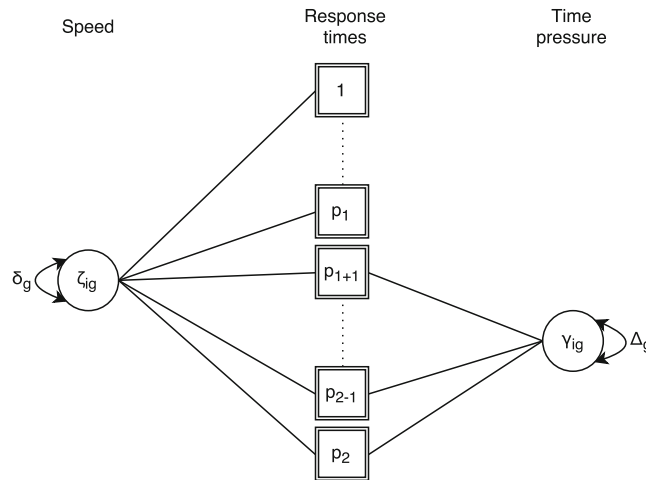 Speed
Response
times
Time
pressure
1
p₁
p₁₊₁
p₂₋₁
p₂
δg
ζig
γig
Δg